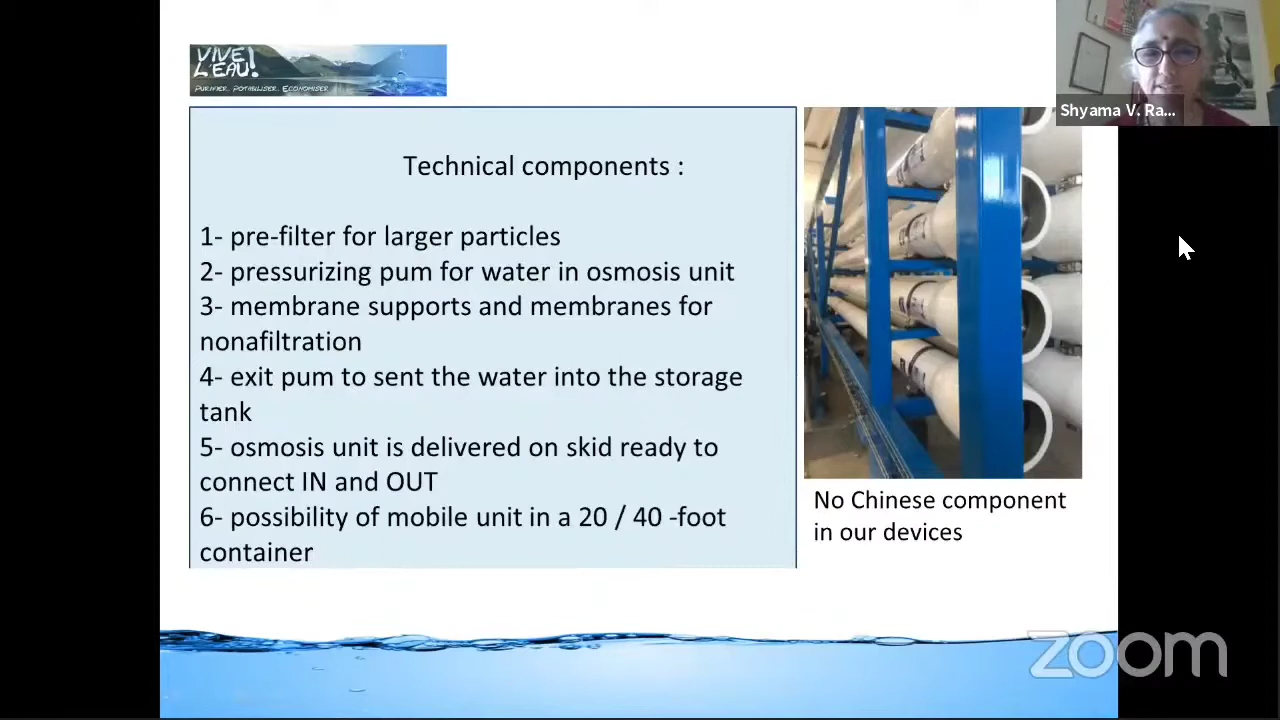 VIVE
L'EAU!
PURIFIER. POTABILISER. ECONOMISER
Shyama V. Ra...
Technical components :
1- pre-filter for larger particles
2- pressurizing pum for water in osmosis unit
3- membrane supports and membranes for
nonafiltration
4- exit pum to sent the water into the storage
tank
5- osmosis unit is delivered on skid ready to
connect IN and OUT
6- possibility of mobile unit in a 20 / 40 -foot
container
No Chinese component
in our devices
zoom